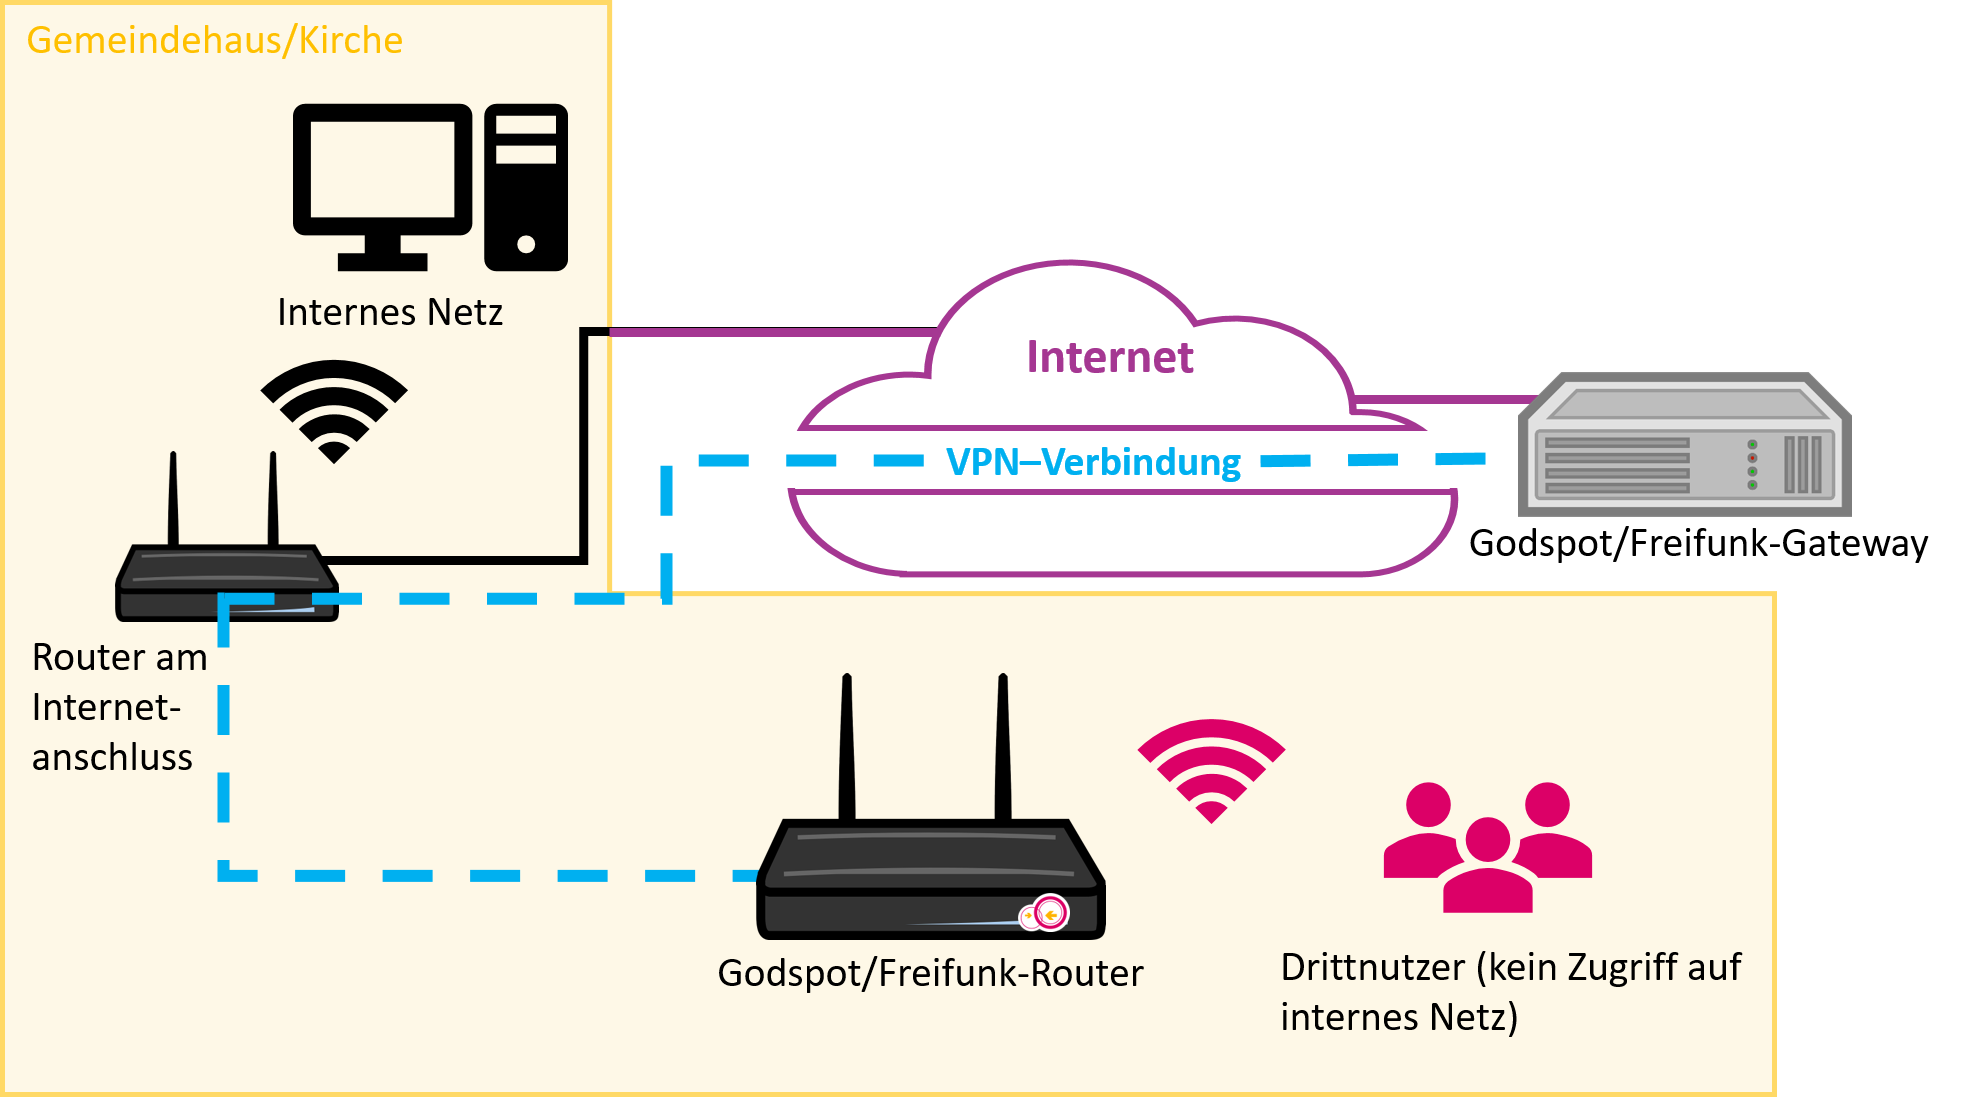 Gemeindehaus/Kirche
Internes Netz
Internet
VPN–Verbindung
Godspot/Freifunk-Gateway
Router am
Internet-
anschluss
Godspot/Freifunk-Router
Drittnutzer (kein Zugriff auf
internes Netz)